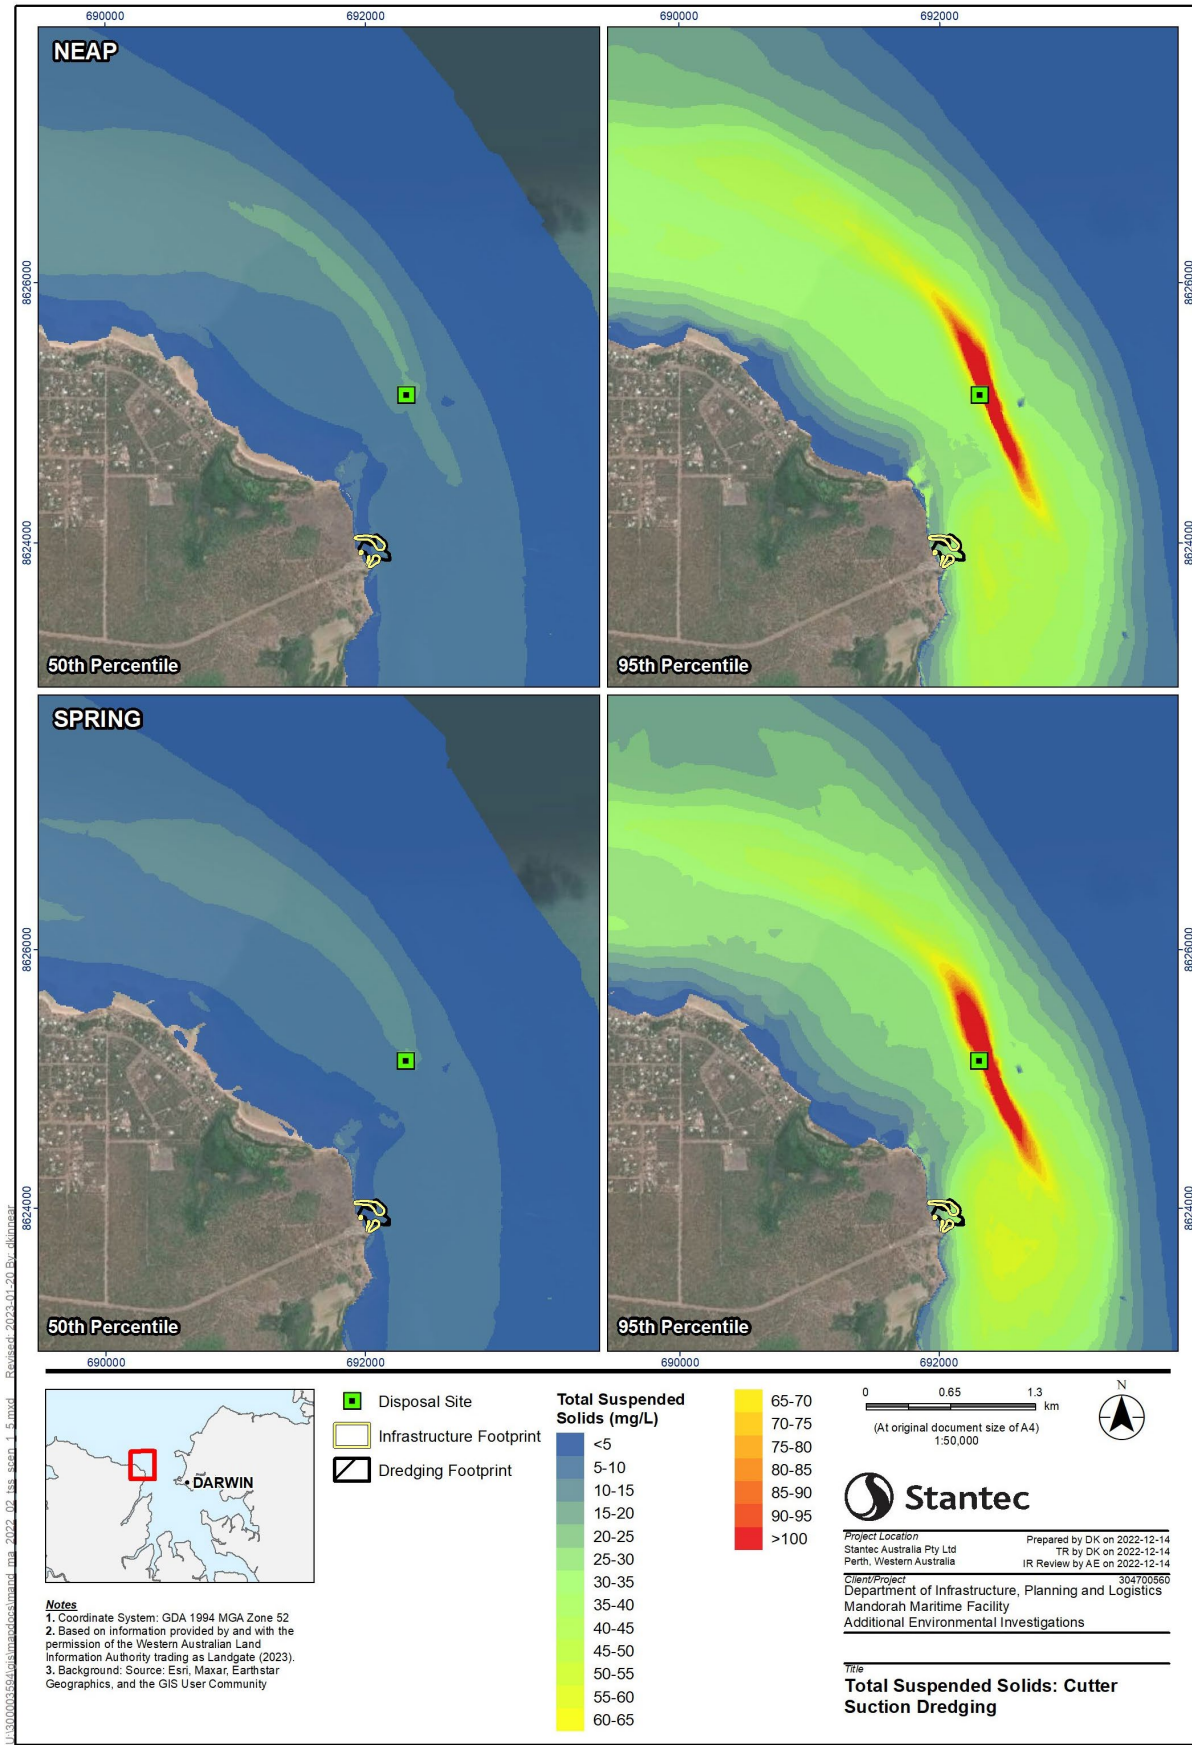 690000
692000
690000
692000
NEAP
50th Percentile
95th Percentile
8626000
8624000
8626000
8624000
SPRING
50th Percentile
95th Percentile
8626000
8624000
8626000
8624000
690000
692000
690000
692000
U:\300003594\gis\mapdocs\mand_ma_2022_02_tss_scen_1_5.mxd Revised: 2023-01-20 By: dkinnear
DARWIN
Disposal Site
Infrastructure Footprint
Dredging Footprint
Total Suspended
Solids (mg/L)
<5
5-10
10-15
15-20
20-25
25-30
30-35
35-40
40-45
45-50
50-55
55-60
60-65
65-70
70-75
75-80
80-85
85-90
90-95
>100
0 0.65 1.3
km
(At original document size of A4)
1:50,000
N
Stantec
Project Location
Stantec Australia Pty Ltd
Perth, Western Australia
Prepared by DK on 2022-12-14
TR by DK on 2022-12-14
IR Review by AE on 2022-12-14
Client/Project 304700560
Department of Infrastructure, Planning and Logistics
Mandorah Maritime Facility
Additional Environmental Investigations
Title
Total Suspended Solids: Cutter
Suction Dredging
Notes
1. Coordinate System: GDA 1994 MGA Zone 52
2. Based on information provided by and with the
permission of the Western Australian Land
Information Authority trading as Landgate (2023).
3. Background: Source: Esri, Maxar, Earthstar
Geographics, and the GIS User Community